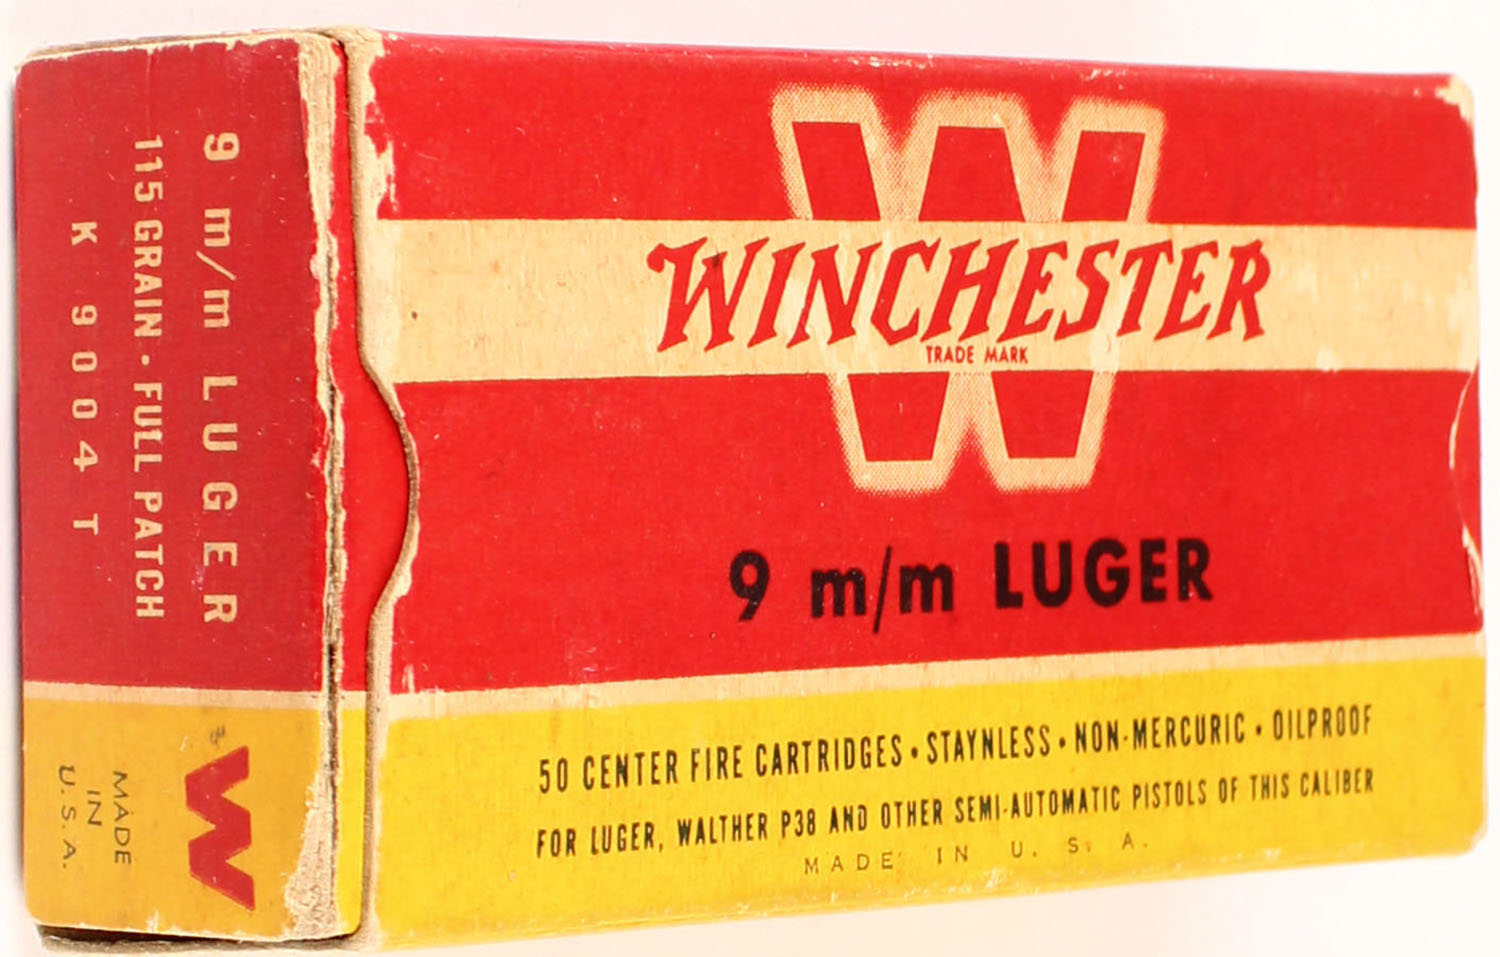 WINCHESTER
TRADE MARK
9 m/m LUGER
50 CENTER FIRE CARTRIDGES • STAYNLESS • NON-MERCURIC • OILPROOF
FOR LUGER, WALTHER P38 AND OTHER SEMI-AUTOMATIC PISTOLS OF THIS CALIBER
MADE IN U. S. A.
9 m/m LUGER
115 GRAIN · FULL PATCH
K 9004 T
W
MADE
IN
U.S.A.